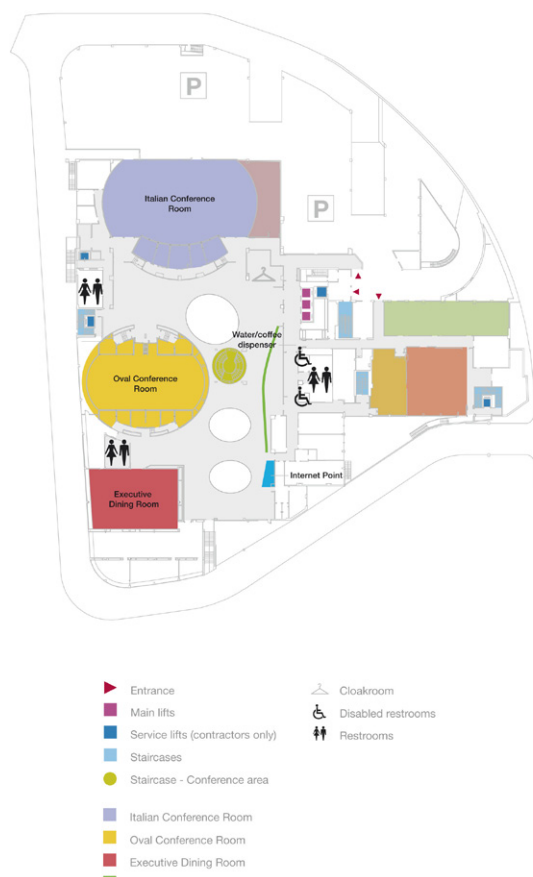 P
Italian Conference
Room
P
Water/coffee
dispenser
Oval Conference
Room
Internet Point
Executive
Dining Room
Entrance
Main lifts
Service lifts (contractors only)
Staircases
Staircase - Conference area
Italian Conference Room
Oval Conference Room
Executive Dining Room
Cloakroom
Disabled restrooms
Restrooms